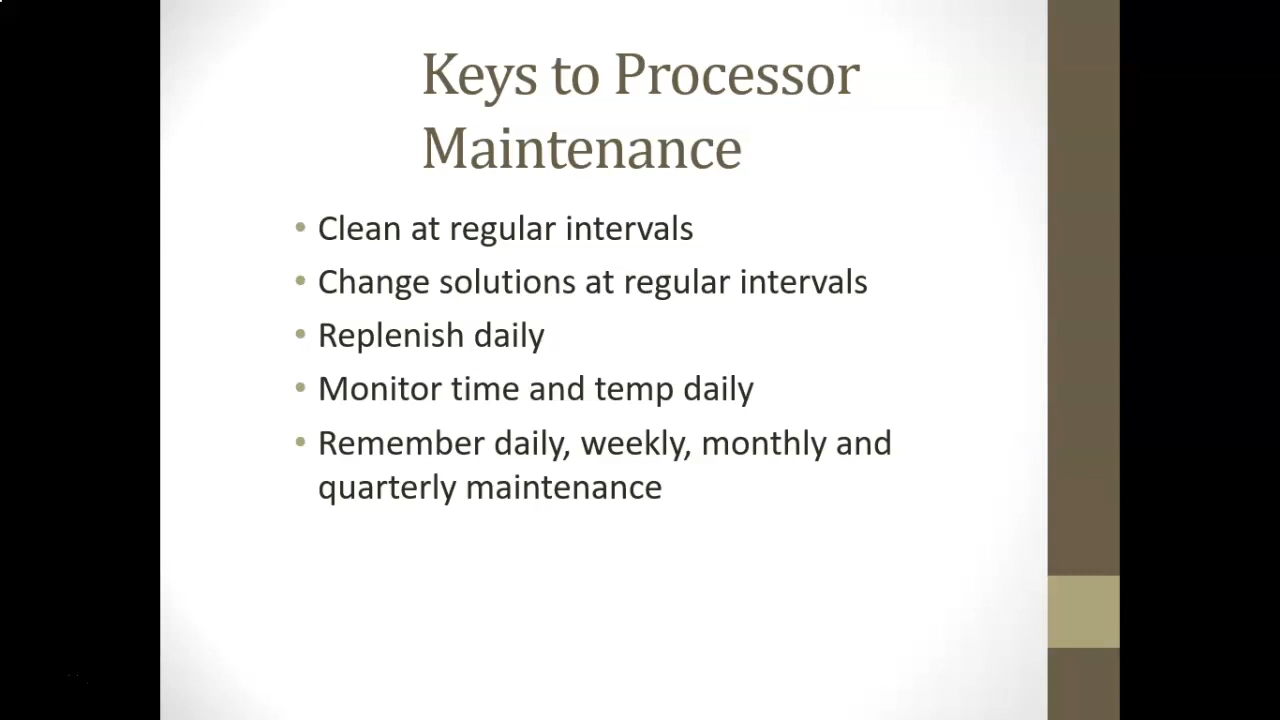 Keys to Processor
Maintenance
• Clean at regular intervals
• Change solutions at regular intervals
• Replenish daily
• Monitor time and temp daily
• Remember daily, weekly, monthly and
quarterly maintenance